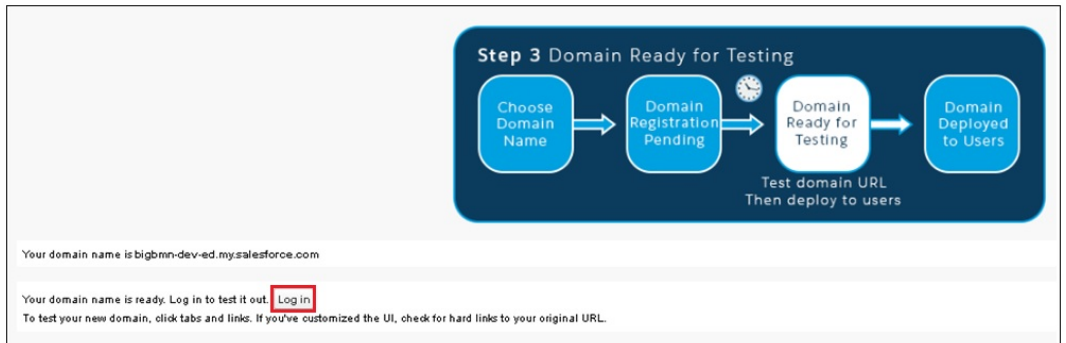 Step 3 Domain Ready for Testing
Choose
Domain
Name
Domain
Registration
Pending
Domain
Ready for
Testing
Domain
Deployed
to Users
Test domain URL
Then deploy to users
Your domain name is bigbmn-dev-ed.my.salesforce.com
Your domain name is ready. Log in to test it out. Log in
To test your new domain, click tabs and links. If you've customized the UI, check for hard links to your original URL.